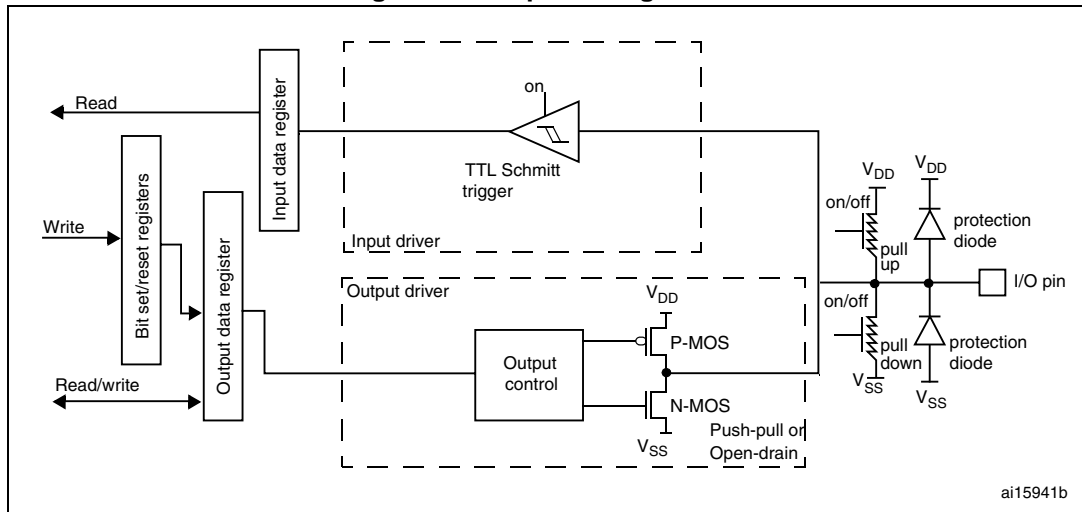 on
Read
Input data register
TTL Schmitt
trigger
Input driver
Write
Bit set/reset registers
Output data register
Read/write
Output driver
VDD
P-MOS
Output
control
N-MOS
VSS
Push-pull or
Open-drain
VDD
VDD
on/off
pull
up
protection
diode
I/O pin
on/off
pull
down
protection
diode
VSS
VSS
ai15941b